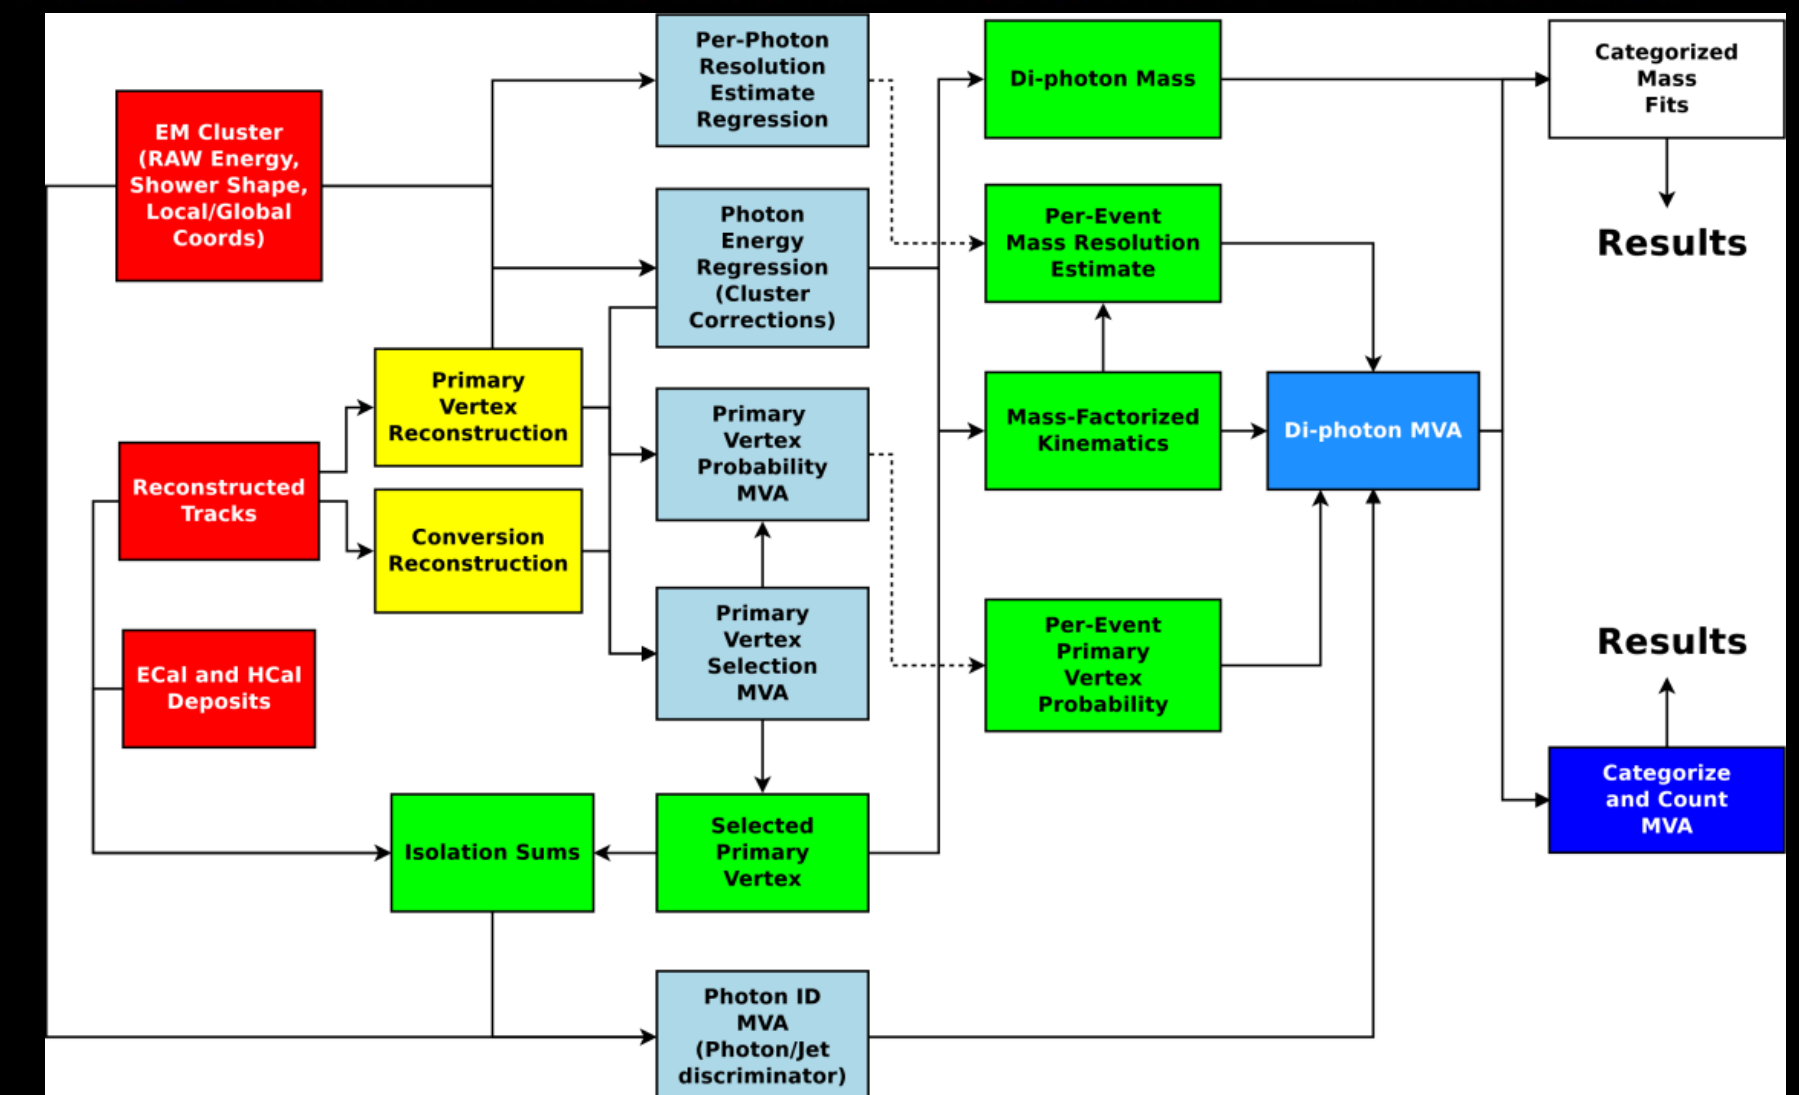 EM Cluster
(RAW Energy,
Shower Shape,
Local/Global
Coords)
Reconstructed
Tracks
ECal and HCal
Deposits
Primary
Vertex
Reconstruction
Conversion
Reconstruction
Isolation Sums
Per-Photon
Resolution
Estimate
Regression
Photon
Energy
Regression
(Cluster
Corrections)
Primary
Vertex
Probability
MVA
Primary
Vertex
Selection
MVA
Selected
Primary
Vertex
Photon ID
MVA
(Photon/Jet
discriminator)
Di-photon Mass
Per-Event
Mass Resolution
Estimate
Mass-Factorized
Kinematics
Per-Event
Primary
Vertex
Probability
Di-photon MVA
Categorized
Mass
Fits
Results
Results
Categorize
and Count
MVA